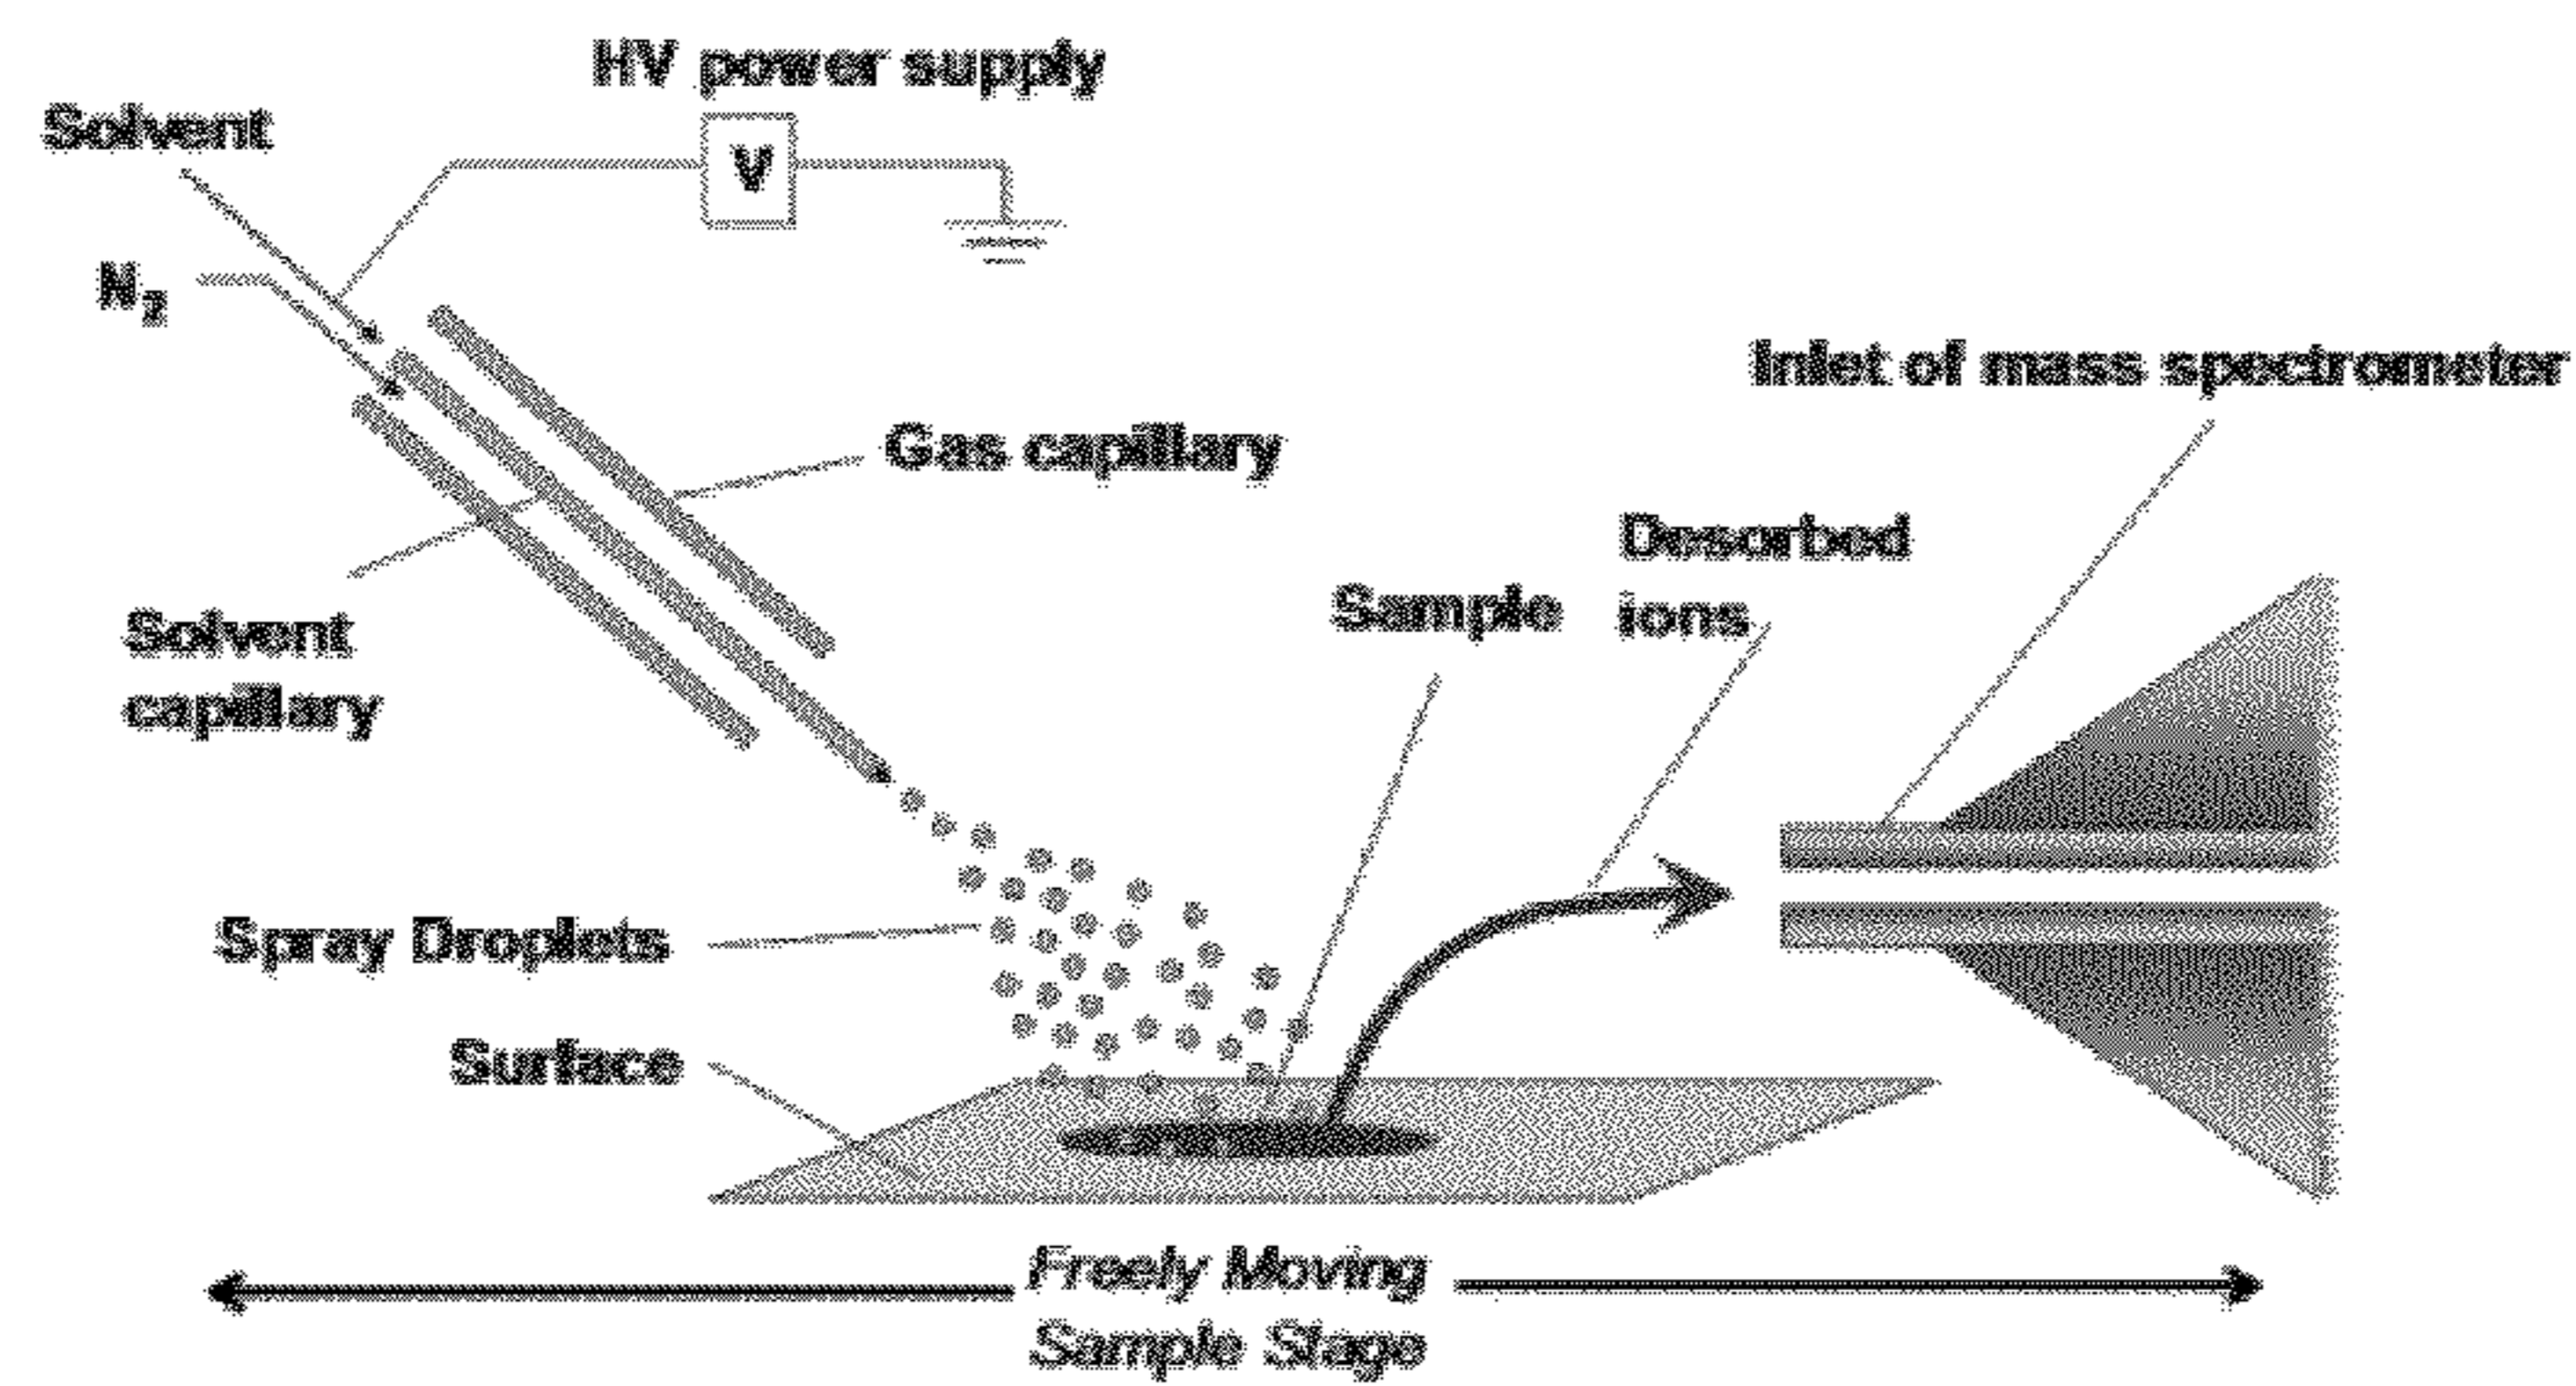 HV power supply
Solvent
V
N2
Inlet of mass spectrometer
Gas capillary
Desorbed
ions
Sample
Solvent
capillary
Spray Droplets
Surface
Freely Moving
Sample Stage